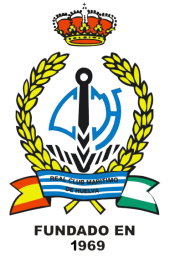 REAL CLUB MARITIMO
DE HUELVA
FUNDADO EN
1969